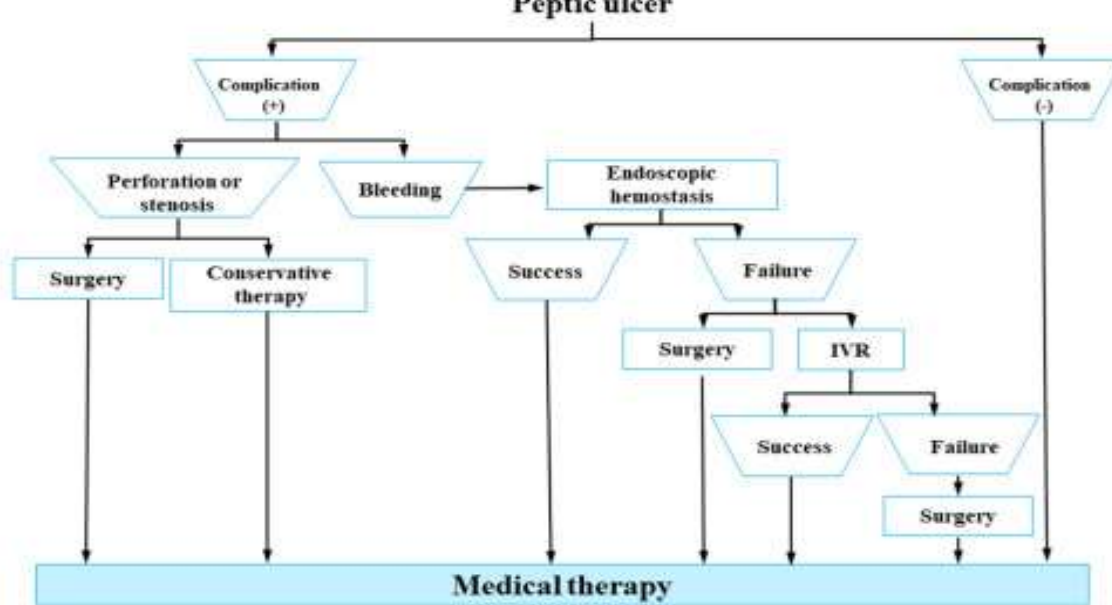 Peptic ulcer
Complication
(+)
Complication
(-)
Perforation or
stenosis
Bleeding
Endoscopic
hemostasis
Surgery
Conservative
therapy
Success
Failure
Surgery
IVR
Success
Failure
Surgery
Medical therapy